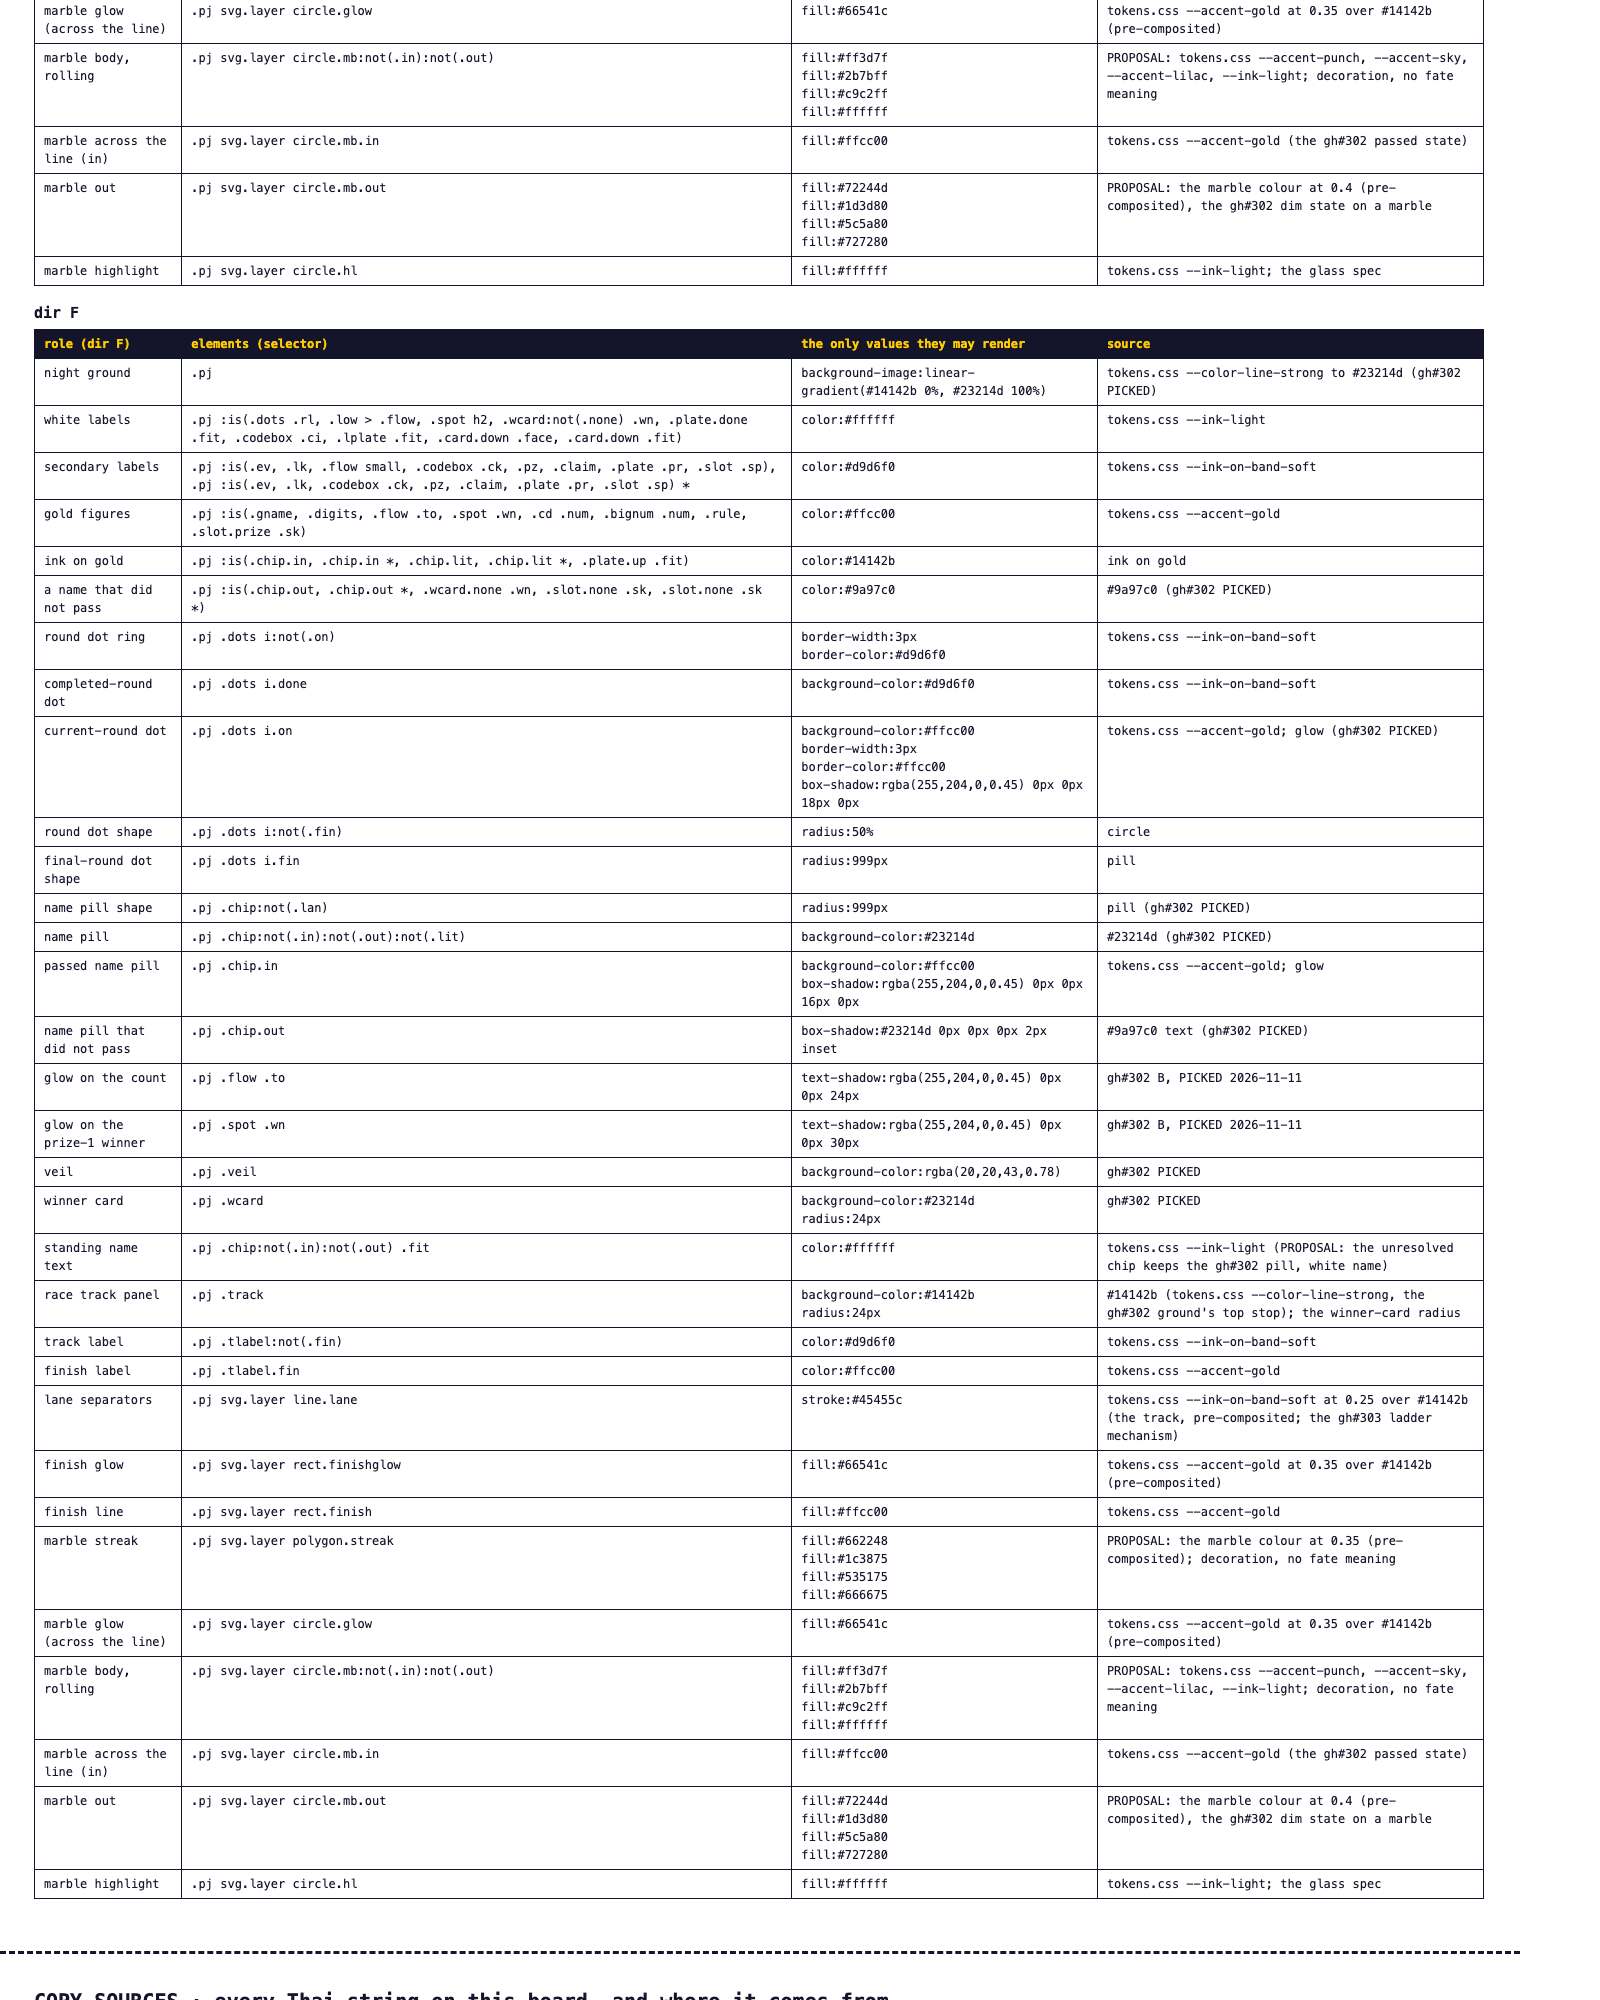 marble glow .pj svg.layer circle.glow fill:#66541c tokens.css --accent-gold at 0.35 over #14142b
(across the line) (pre-composited)
marble body, .pj svg.layer circle.mb:not(.in):not(.out) fill:#ff3d7f PROPOSAL: tokens.css --accent-punch, --accent-sky,
rolling fill:#2b7bff --accent-lilac, --ink-light; decoration, no fate
fill:#c9c2ff meaning
fill:#ffffff
marble across the .pj svg.layer circle.mb.in fill:#ffcc00 tokens.css --accent-gold (the gh#302 passed state)
line (in)
marble out .pj svg.layer circle.mb.out fill:#72244d PROPOSAL: the marble colour at 0.4 (pre-
fill:#1d3d80 composited), the gh#302 dim state on a marble
fill:#5c5a80
fill:#727280
marble highlight .pj svg.layer circle.hl fill:#ffffff tokens.css --ink-light; the glass spec
dir F
role (dir F) elements (selector) the only values they may render source
night ground .pj background-image:linear- tokens.css --color-line-strong to #23214d (gh#302
gradient(#14142b 0%, #23214d 100%) PICKED)
white labels .pj :is(.dots .rl, .low > .flow, .spot h2, .wcard:not(.none) .wn, .plate.done color:#ffffff tokens.css --ink-light
.fit, .codebox .ci, .lplate .fit, .card.down .face, .card.down .fit)
secondary labels .pj :is(.ev, .lk, .flow small, .codebox .ck, .pz, .claim, .plate .pr, .slot .sp), color:#d9d6f0 tokens.css --ink-on-band-soft
.pj :is(.ev, .lk, .codebox .ck, .pz, .claim, .plate .pr, .slot .sp) *
gold figures .pj :is(.gname, .digits, .flow .to, .spot .wn, .cd .num, .bignum .num, .rule, color:#ffcc00 tokens.css --accent-gold
.slot.prize .sk)
ink on gold .pj :is(.chip.in, .chip.in *, .chip.lit, .chip.lit *, .plate.up .fit) color:#14142b ink on gold
a name that did .pj :is(.chip.out, .chip.out *, .wcard.none .wn, .slot.none .sk, .slot.none .sk color:#9a97c0 #9a97c0 (gh#302 PICKED)
not pass *)
round dot ring .pj .dots i:not(.on) border-width:3px tokens.css --ink-on-band-soft
border-color:#d9d6f0
completed-round .pj .dots i.done background-color:#d9d6f0 tokens.css --ink-on-band-soft
dot
current-round dot .pj .dots i.on background-color:#ffcc00 tokens.css --accent-gold; glow (gh#302 PICKED)
border-width:3px
border-color:#ffcc00
box-shadow:rgba(255,204,0,0.45) 0px 0px
18px 0px
round dot shape .pj .dots i:not(.fin) radius:50% circle
final-round dot .pj .dots i.fin radius:999px pill
shape
name pill shape .pj .chip:not(.lan) radius:999px pill (gh#302 PICKED)
name pill .pj .chip:not(.in):not(.out):not(.lit) background-color:#23214d #23214d (gh#302 PICKED)
passed name pill .pj .chip.in background-color:#ffcc00 tokens.css --accent-gold; glow
box-shadow:rgba(255,204,0,0.45) 0px 0px
16px 0px
name pill that .pj .chip.out box-shadow:#23214d 0px 0px 0px 2px #9a97c0 text (gh#302 PICKED)
did not pass inset
glow on the count .pj .flow .to text-shadow:rgba(255,204,0,0.45) 0px gh#302 B, PICKED 2026-11-11
0px 24px
glow on the .pj .spot .wn text-shadow:rgba(255,204,0,0.45) 0px gh#302 B, PICKED 2026-11-11
prize-1 winner 0px 30px
veil .pj .veil background-color:rgba(20,20,43,0.78) gh#302 PICKED
winner card .pj .wcard background-color:#23214d gh#302 PICKED
radius:24px
standing name .pj .chip:not(.in):not(.out) .fit color:#ffffff tokens.css --ink-light (PROPOSAL: the unresolved
text chip keeps the gh#302 pill, white name)
race track panel .pj .track background-color:#14142b #14142b (tokens.css --color-line-strong, the
radius:24px gh#302 ground's top stop); the winner-card radius
track label .pj .tlabel:not(.fin) color:#d9d6f0 tokens.css --ink-on-band-soft
finish label .pj .tlabel.fin color:#ffcc00 tokens.css --accent-gold
lane separators .pj svg.layer line.lane stroke:#45455c tokens.css --ink-on-band-soft at 0.25 over #14142b
(the track, pre-composited; the gh#303 ladder
mechanism)
finish glow .pj svg.layer rect.finishglow fill:#66541c tokens.css --accent-gold at 0.35 over #14142b
(pre-composited)
finish line .pj svg.layer rect.finish fill:#ffcc00 tokens.css --accent-gold
marble streak .pj svg.layer polygon.streak fill:#662248 PROPOSAL: the marble colour at 0.35 (pre-
fill:#1c3875 composited); decoration, no fate meaning
fill:#535175
fill:#666675
marble glow .pj svg.layer circle.glow fill:#66541c tokens.css --accent-gold at 0.35 over #14142b
(across the line) (pre-composited)
marble body, .pj svg.layer circle.mb:not(.in):not(.out) fill:#ff3d7f PROPOSAL: tokens.css --accent-punch, --accent-sky,
rolling fill:#2b7bff --accent-lilac, --ink-light; decoration, no fate
fill:#c9c2ff meaning
fill:#ffffff
marble across the .pj svg.layer circle.mb.in fill:#ffcc00 tokens.css --accent-gold (the gh#302 passed state)
line (in)
marble out .pj svg.layer circle.mb.out fill:#72244d PROPOSAL: the marble colour at 0.4 (pre-
fill:#1d3d80 composited), the gh#302 dim state on a marble
fill:#5c5a80
fill:#727280
marble highlight .pj svg.layer circle.hl fill:#ffffff tokens.css --ink-light; the glass spec
COPY SOURCES · every Thai string on this board, and where it comes from